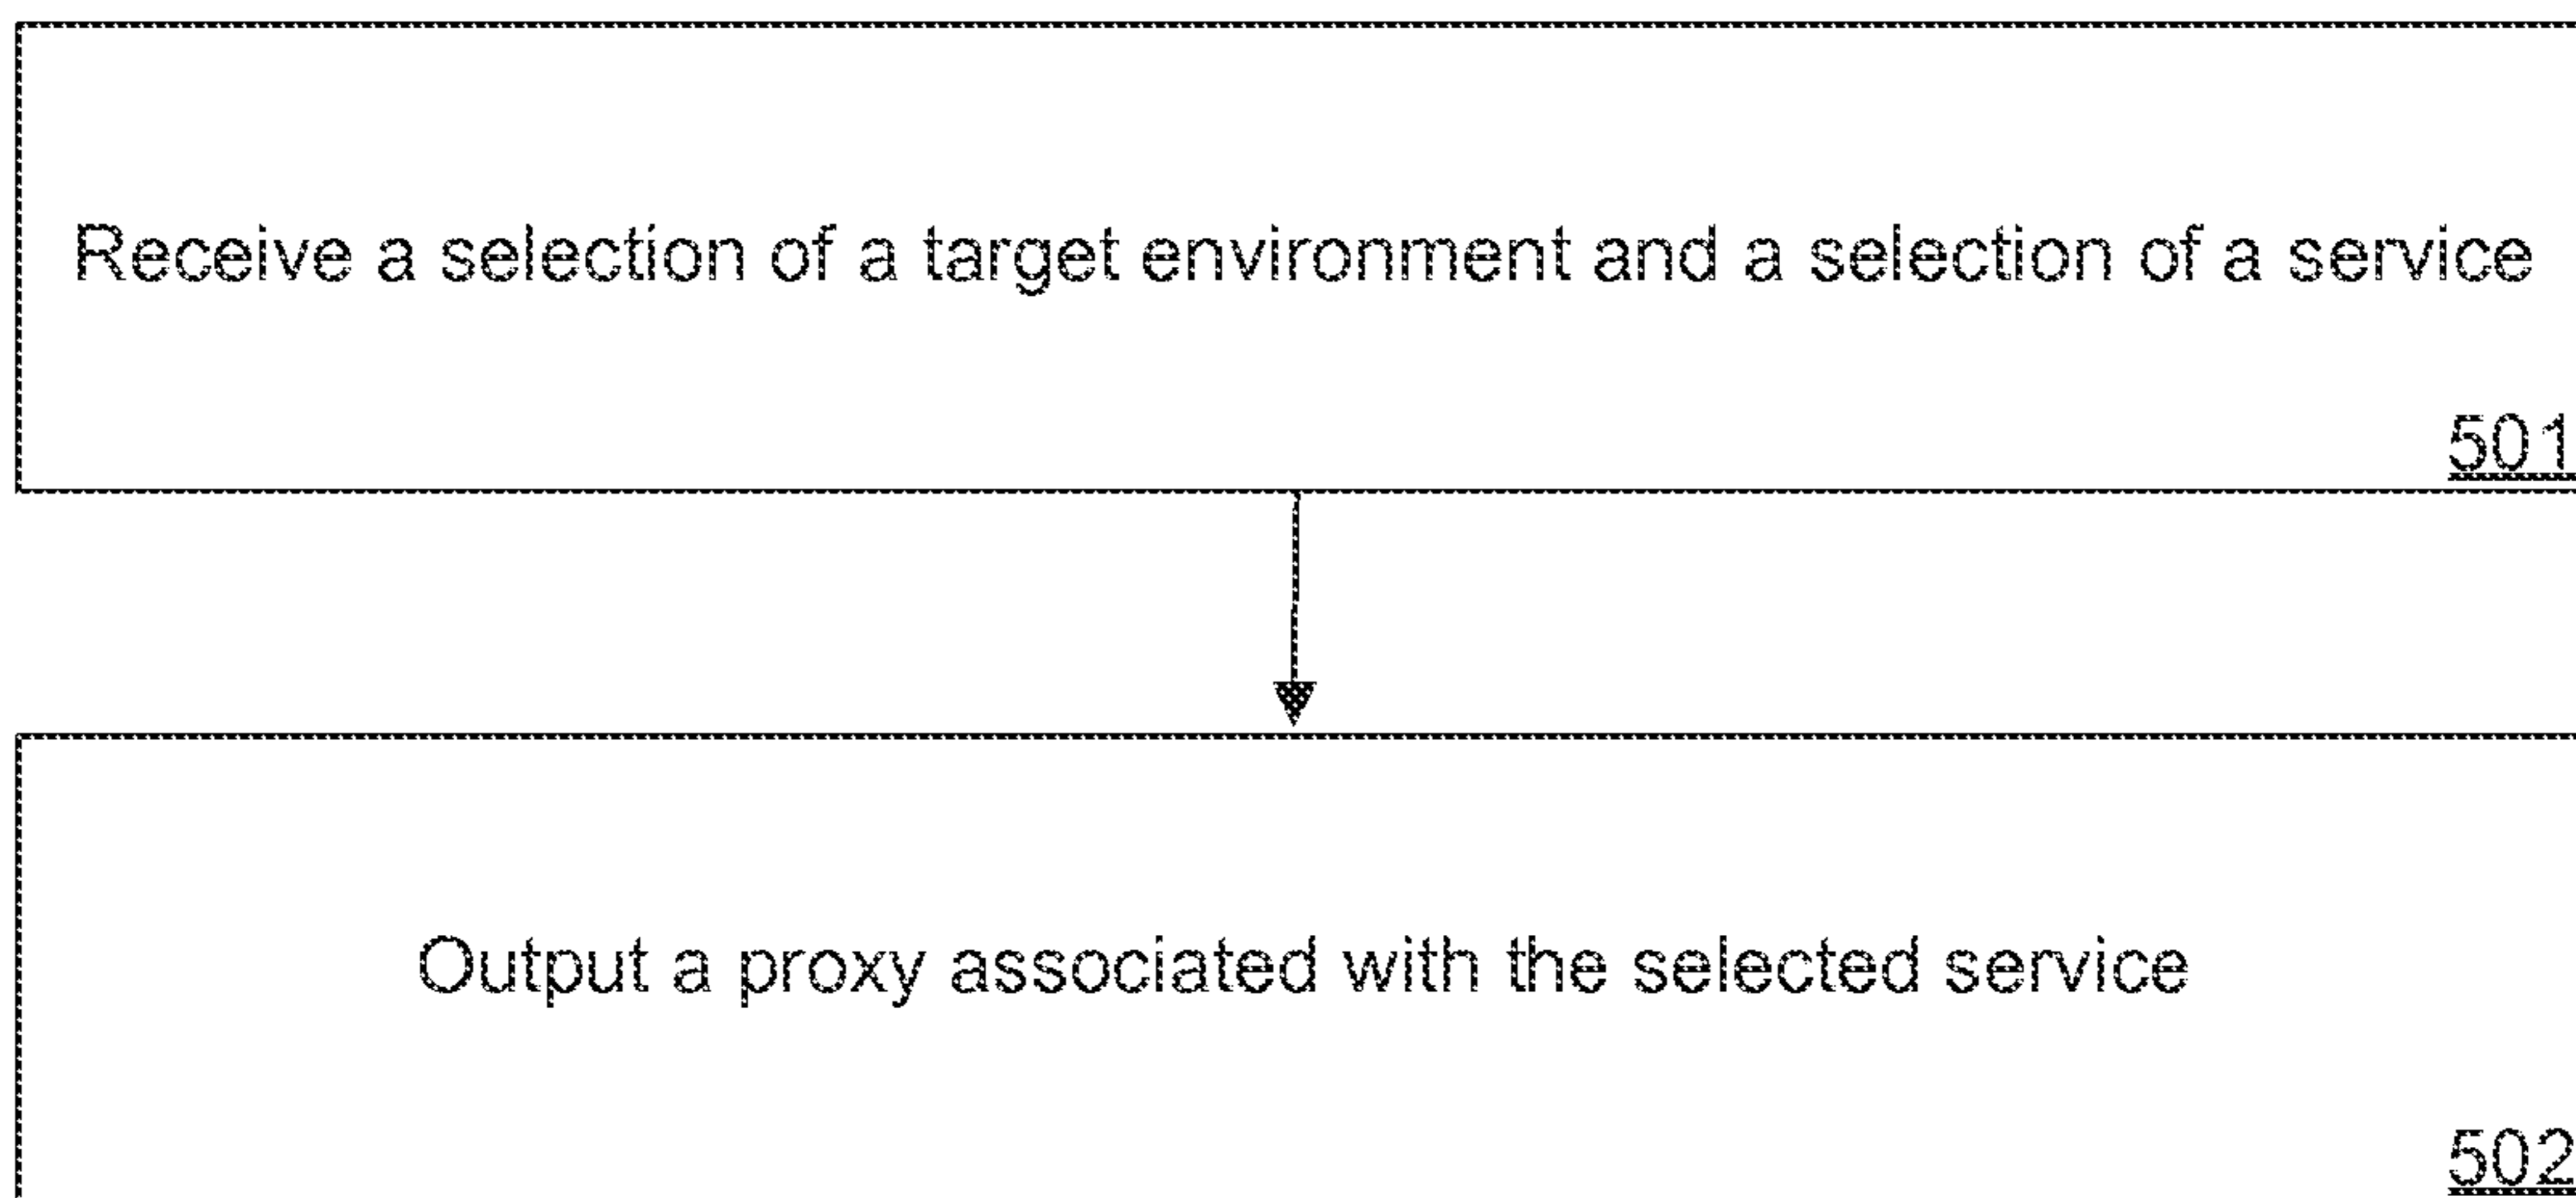 Receive a selection of a target environment and a selection of a service
501
Output a proxy associated with the selected service
502